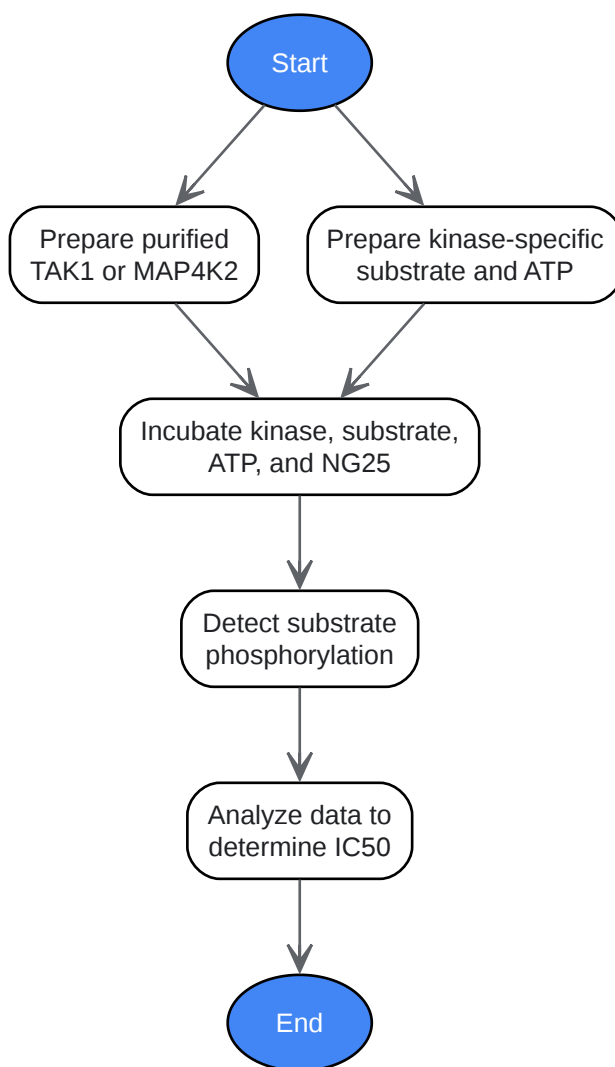 Start
Prepare purified
TAK1 or MAP4K2
Prepare kinase-specific
substrate and ATP
Incubate kinase, substrate,
ATP, and NG25
Detect substrate
phosphorylation
Analyze data to
determine IC50
End